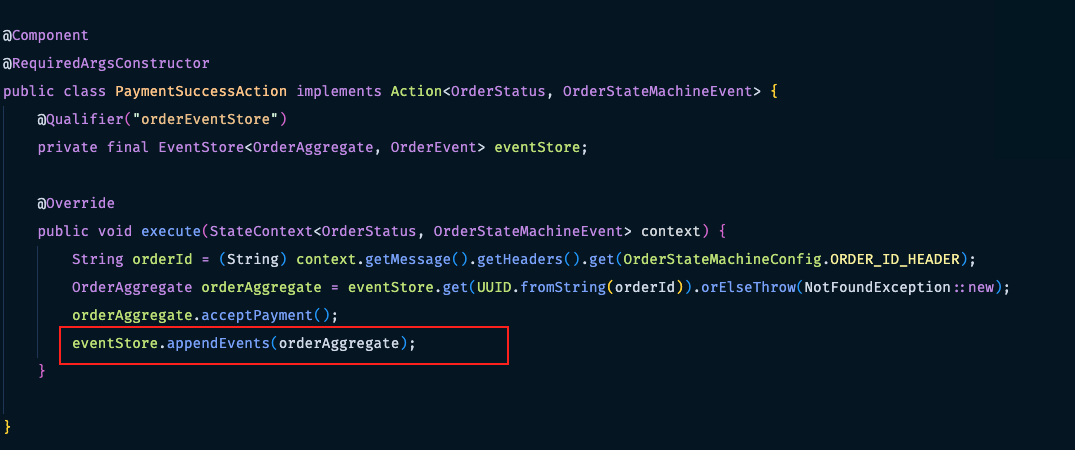 @Component
@RequiredArgsConstructor
public class PaymentSuccessAction implements Action<OrderStatus, OrderStateMachineEvent> {
@Qualifier("orderEventStore")
private final EventStore<OrderAggregate, OrderEvent> eventStore;
@Override
public void execute(StateContext<OrderStatus, OrderStateMachineEvent> context) {
String orderId = (String) context.getMessage().getHeaders().get(OrderStateMachineConfig.ORDER_ID_HEADER);
OrderAggregate orderAggregate = eventStore.get(UUID.fromString(orderId)).orElseThrow(NotFoundException::new);
orderAggregate.acceptPayment();
eventStore.appendEvents(orderAggregate);
}
}